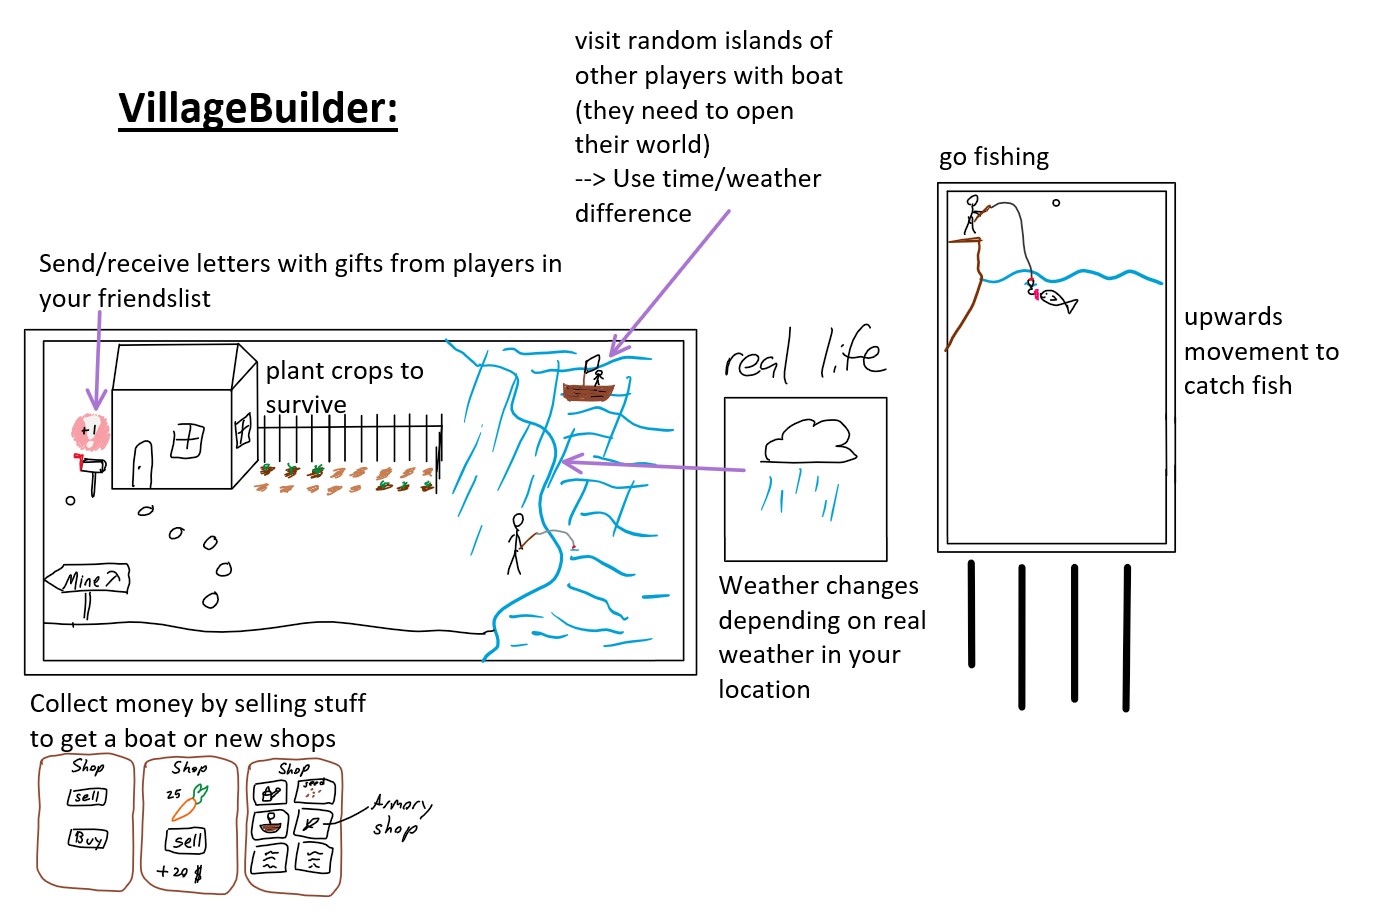 VillageBuilder:
visit random islands of
other players with boat
(they need to open
their world)
--> Use time/weather
difference
go fishing
Send/receive letters with gifts from players in
your friendslist
upwards
movement to
catch fish
real life
plant crops to
survive
+1
Mine
Weather changes
depending on real
weather in your
location
Collect money by selling stuff
to get a boat or new shops
Shop
sell
Buy
Shop
25
sell
+20 $
Shop
seed
Armory
shop